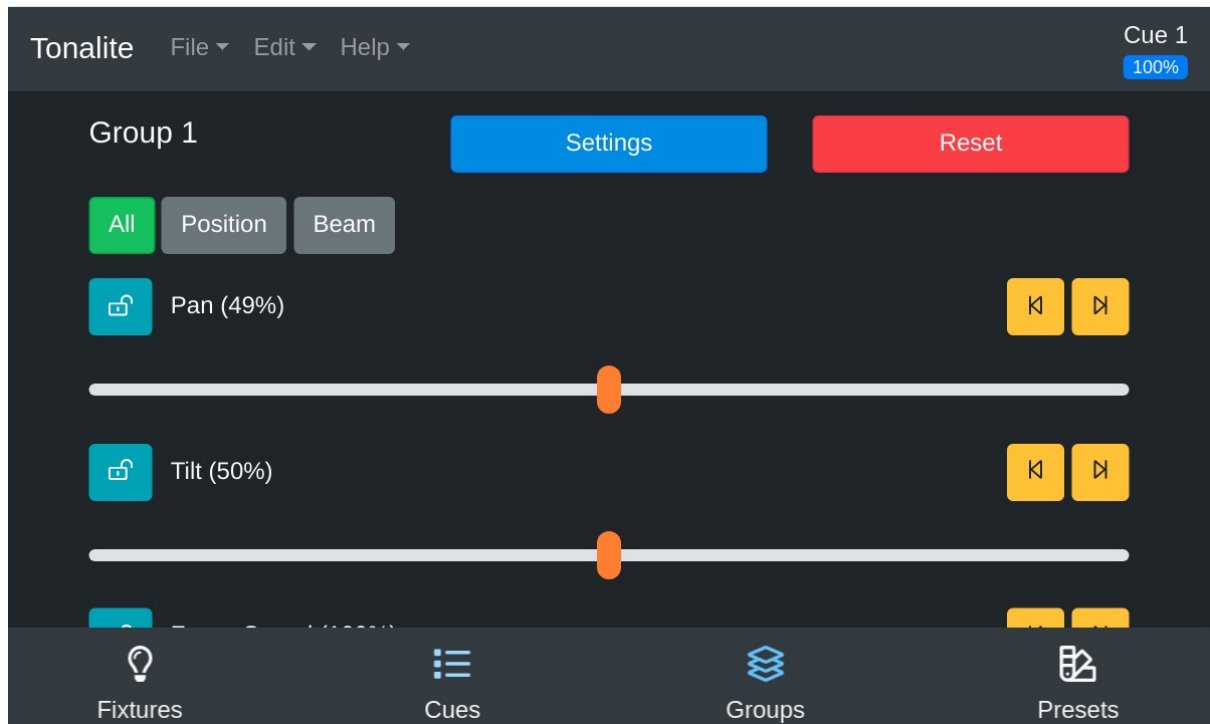 Tonalite File Edit Help Cue 1
100%
Group 1 Settings Reset
All Position Beam
Pan (49%)
Tilt (50%)
Fixtures Cues Groups Presets